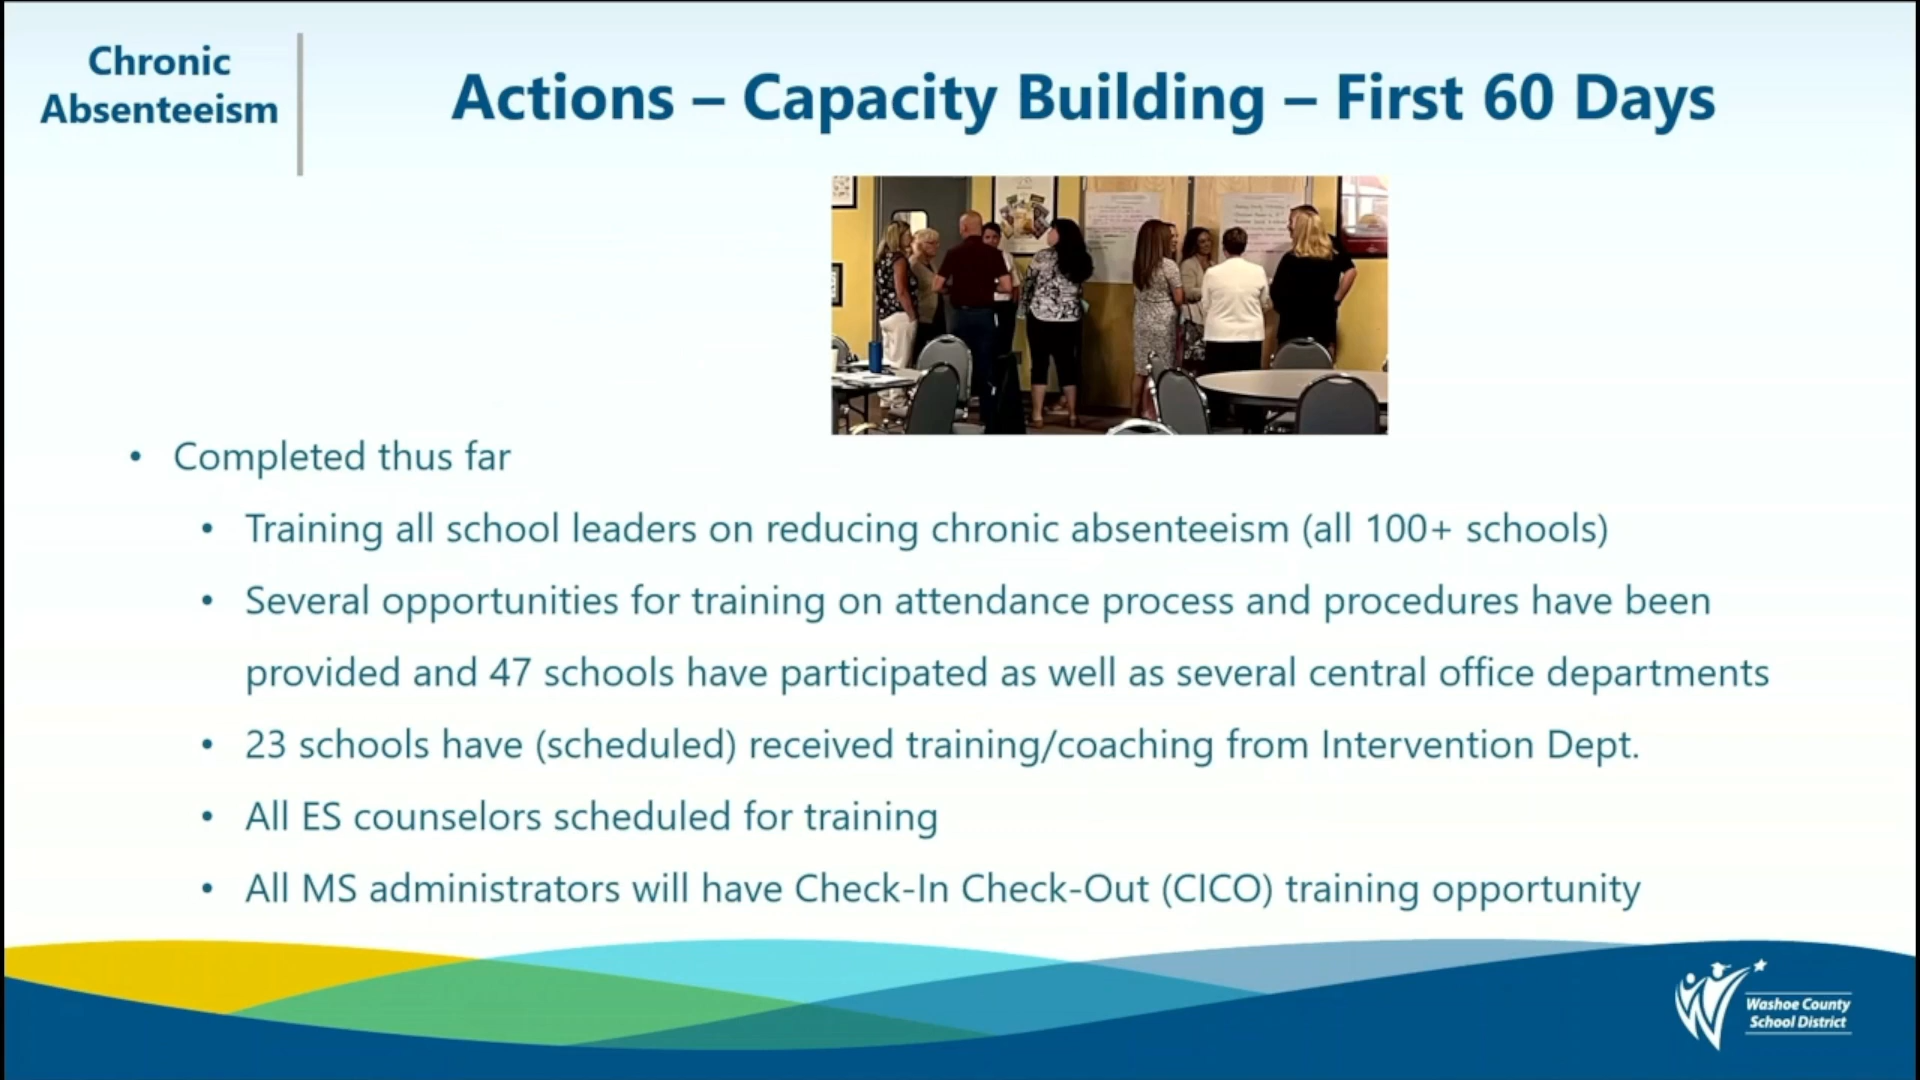 Chronic
Absenteeism
Actions – Capacity Building – First 60 Days
• Completed thus far
• Training all school leaders on reducing chronic absenteeism (all 100+ schools)
• Several opportunities for training on attendance process and procedures have been
provided and 47 schools have participated as well as several central office departments
• 23 schools have (scheduled) received training/coaching from Intervention Dept.
• All ES counselors scheduled for training
• All MS administrators will have Check-In Check-Out (CICO) training opportunity
Washoe County
School District